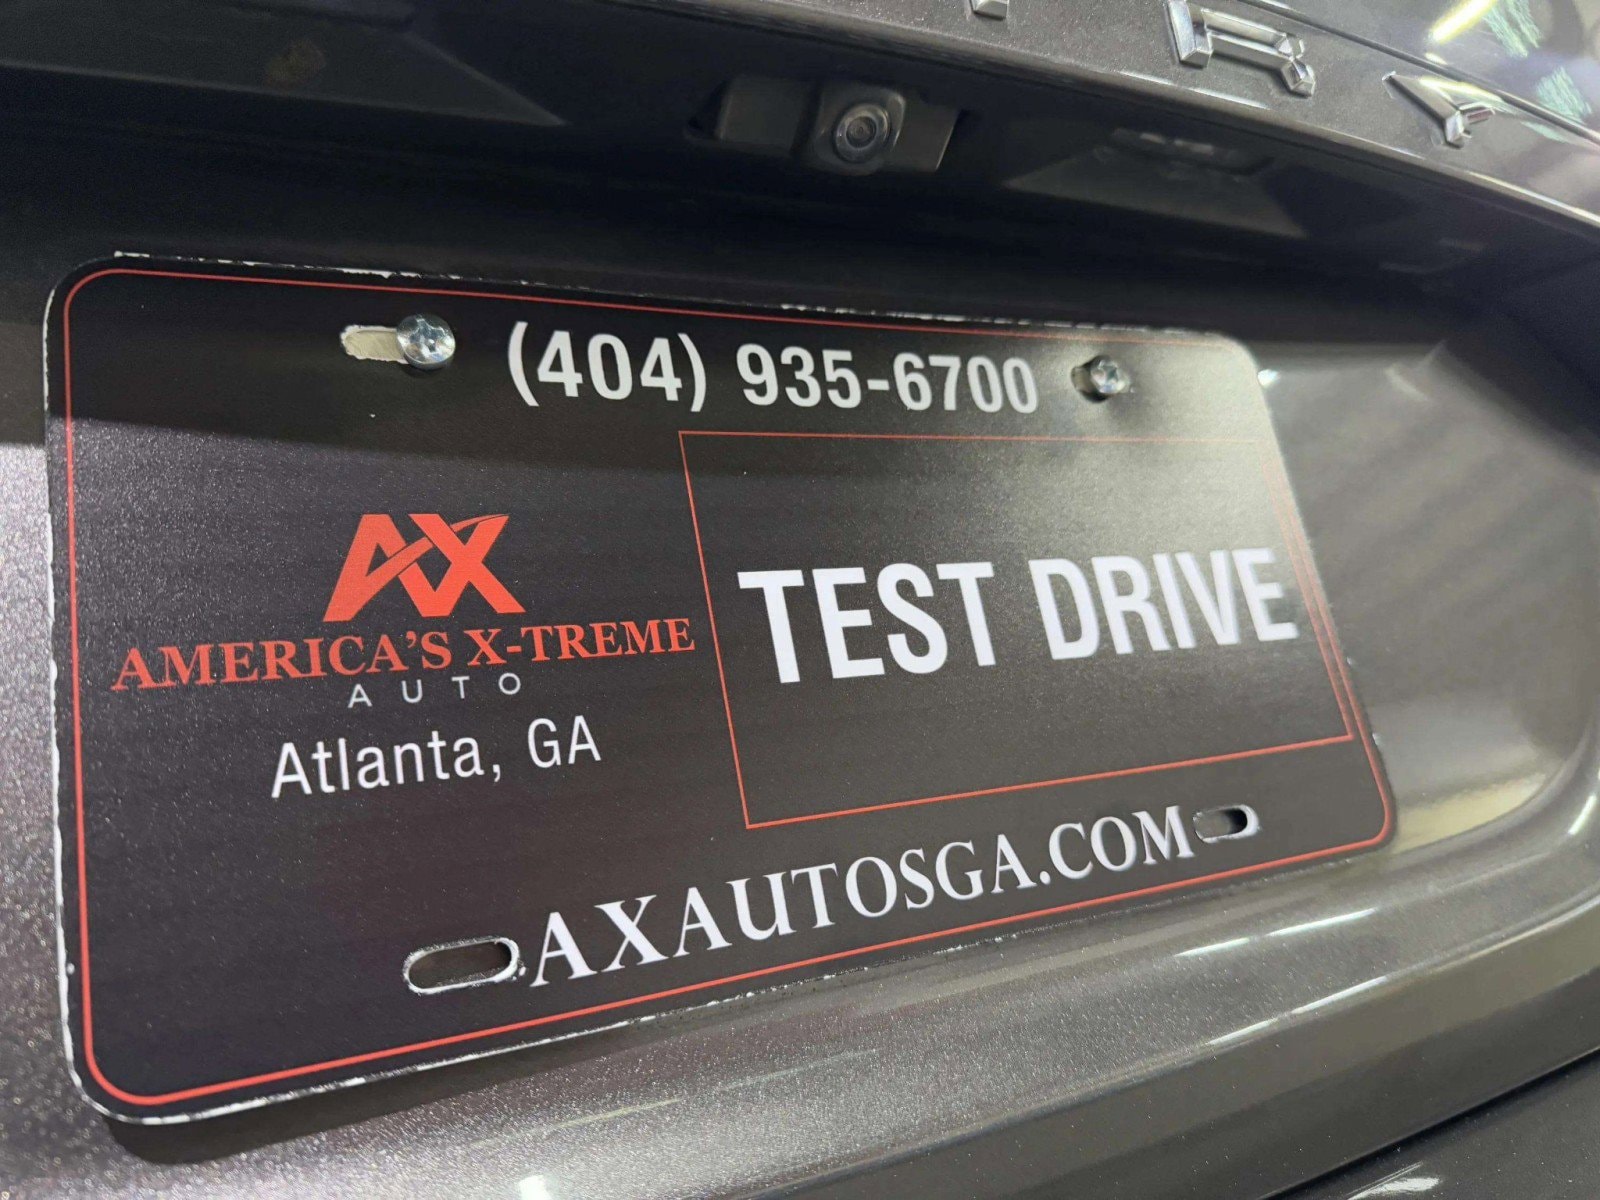 R Y
(404) 935-6700
AX
AMERICA'S X-TREME
AUTO
Atlanta, GA
TEST DRIVE
AXAUTOSGA.COM